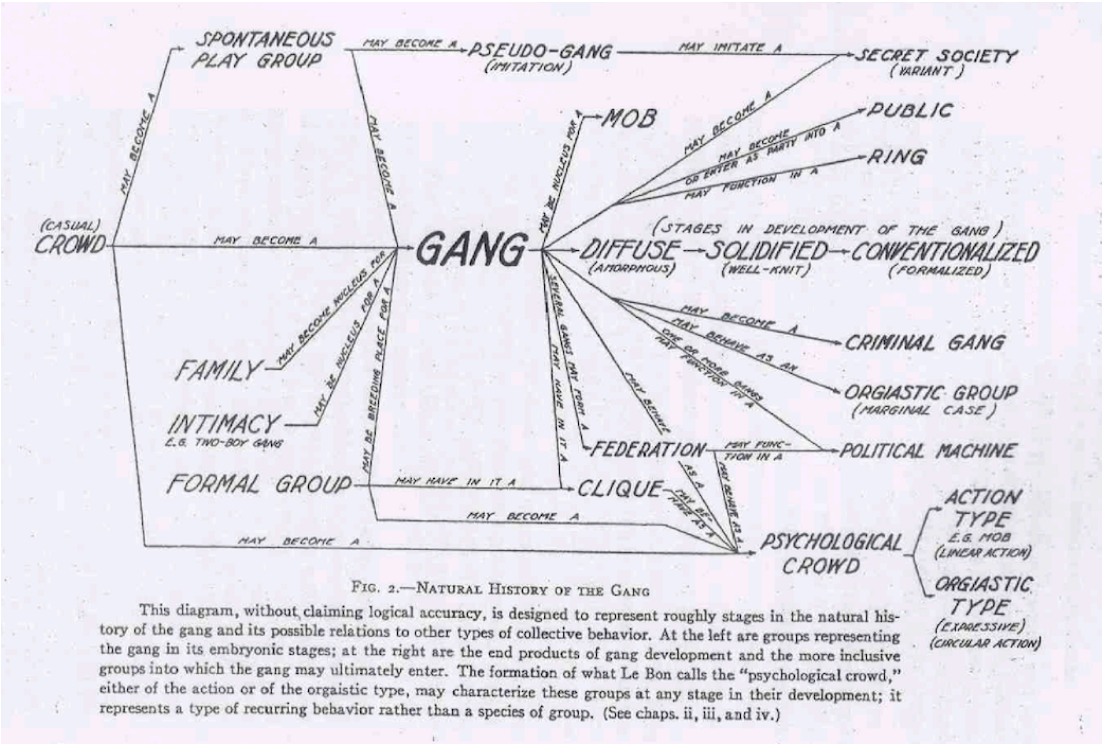 SPONTANEOUS
PLAY GROUP
MAY BECOME A
PSEUDO-GANG
(IMITATION)
MAY IMITATE A
SECRET SOCIETY
(VARIANT)
MAY BECOME A
MAY BECOME A
MAY BE NUCLEUS FOR A
MOB
MAY BECOME A
PUBLIC
MAY BECOME
OR ENTER AS PARTY INTO A
RING
MAY FUNCTION IN A
(CASUAL)
CROWD
MAY BECOME A
GANG
(STAGES IN DEVELOPMENT OF THE GANG)
DIFFUSE
(AMORPHOUS)
SOLIDIFIED
(WELL-KNIT)
CONVENTIONALIZED
(FORMALIZED)
MAY BECOME NUCLEUS FOR
FAMILY
MAY BE NUCLEUS FOR A
INTIMACY
E.G. TWO-BOY GANG
MAY BE BREEDING PLACE FOR A
SEVERAL GANGS MAY FORM A
MAY HAVE IN IT A
MAY BEHAVE
AS A
MAY BECOME A
CRIMINAL GANG
MAY BEHAVE AS AN
ORGIASTIC GROUP
(MARGINAL CASE)
ONE OR MORE GANGS
MAY FUNCTION IN A
FEDERATION
MAY FUNC-
TION IN A
POLITICAL MACHINE
FORMAL GROUP
MAY HAVE IN IT A
CLIQUE
MAY BE-
HAVE AS A
MAY BEHAVE AS A
MAY BECOME A
MAY BECOME A
PSYCHOLOGICAL
CROWD
ACTION
TYPE
E.G. MOB
(LINEAR ACTION)
ORGIASTIC
TYPE
(EXPRESSIVE)
(CIRCULAR ACTION)
FIG. 2.—NATURAL HISTORY OF THE GANG
This diagram, without claiming logical accuracy, is designed to represent roughly stages in the natural his-
tory of the gang and its possible relations to other types of collective behavior. At the left are groups representing
the gang in its embryonic stages; at the right are the end products of gang development and the more inclusive
groups into which the gang may ultimately enter. The formation of what Le Bon calls the “psychological crowd,”
either of the action or of the orgaistic type, may characterize these groups at any stage in their development; it
represents a type of recurring behavior rather than a species of group. (See chaps. ii, iii, and iv.)